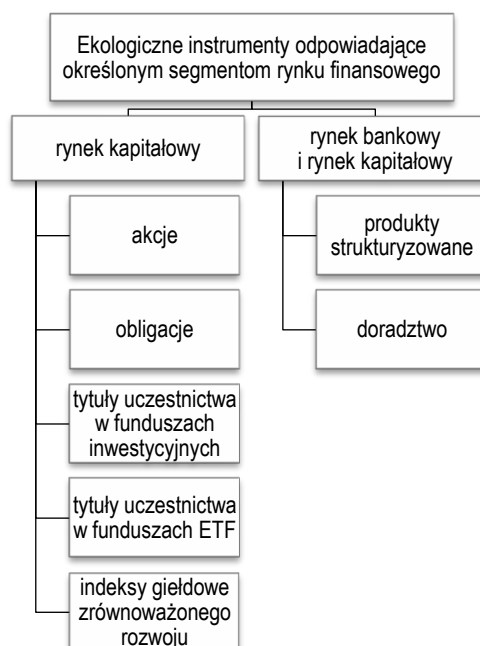 Ekologiczne instrumenty odpowiadające
określonym segmentom rynku finansowego
rynek kapitałowy
akcje
obligacje
tytuły uczestnictwa
w funduszach
inwestycyjnych
tytuły uczestnictwa
w funduszach ETF
indeksy giełdowe
zrównoważonego
rozwoju
rynek bankowy
i rynek kapitałowy
produkty
strukturyzowane
doradztwo